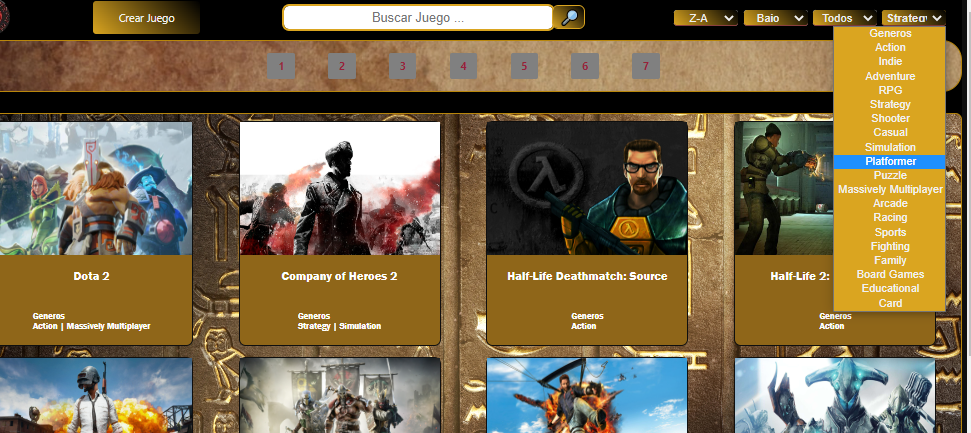 Crear Juego
Buscar Juego ...
Z-A
Baio
Todos
Strategy
Generos
Action
Indie
Adventure
RPG
Strategy
Shooter
Casual
Simulation
Platformer
Puzzle
Massively Multiplayer
Arcade
Racing
Sports
Fighting
Family
Board Games
Educational
Card
1 2 3 4 5 6 7
Dota 2
Generos
Action | Massively Multiplayer
Company of Heroes 2
Generos
Strategy | Simulation
Half-Life Deathmatch: Source
Generos
Action
Half-Life 2:
Generos
Action